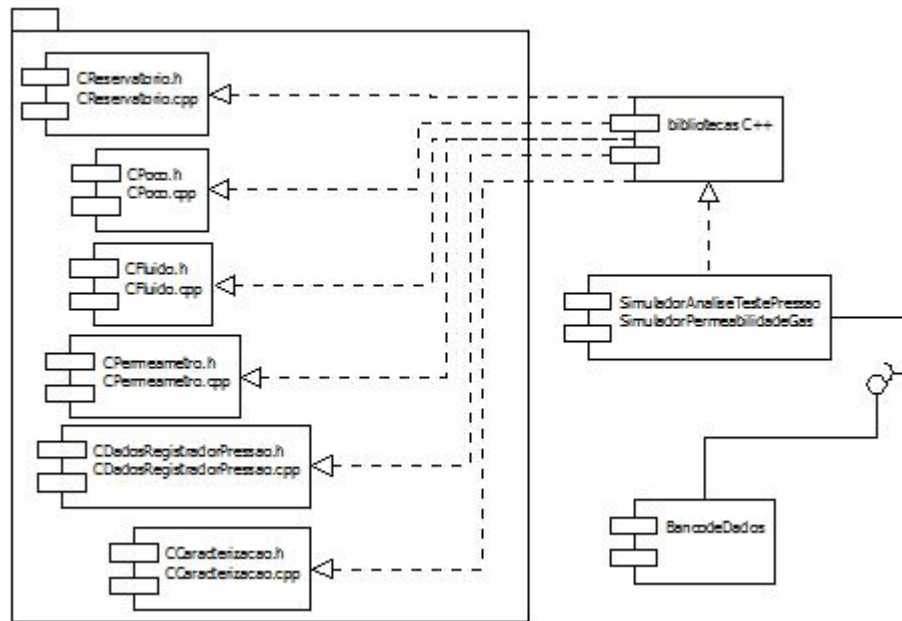 CReservatorio.h
CReservatorio.cpp
bibliotecas C++
CPoco.h
CPoco.cpp
CFluido.h
CFluido.cpp
SimuladorAnaliseTestePressao
SimuladorPermeabilidadeGas
CPermeametro.h
CPermeametro.cpp
CDadosRegistradorPressão.h
CDadosRegistradorPressao.cpp
BancodeDados
CCaracterizacao.h
CCaracterizacao.cpp